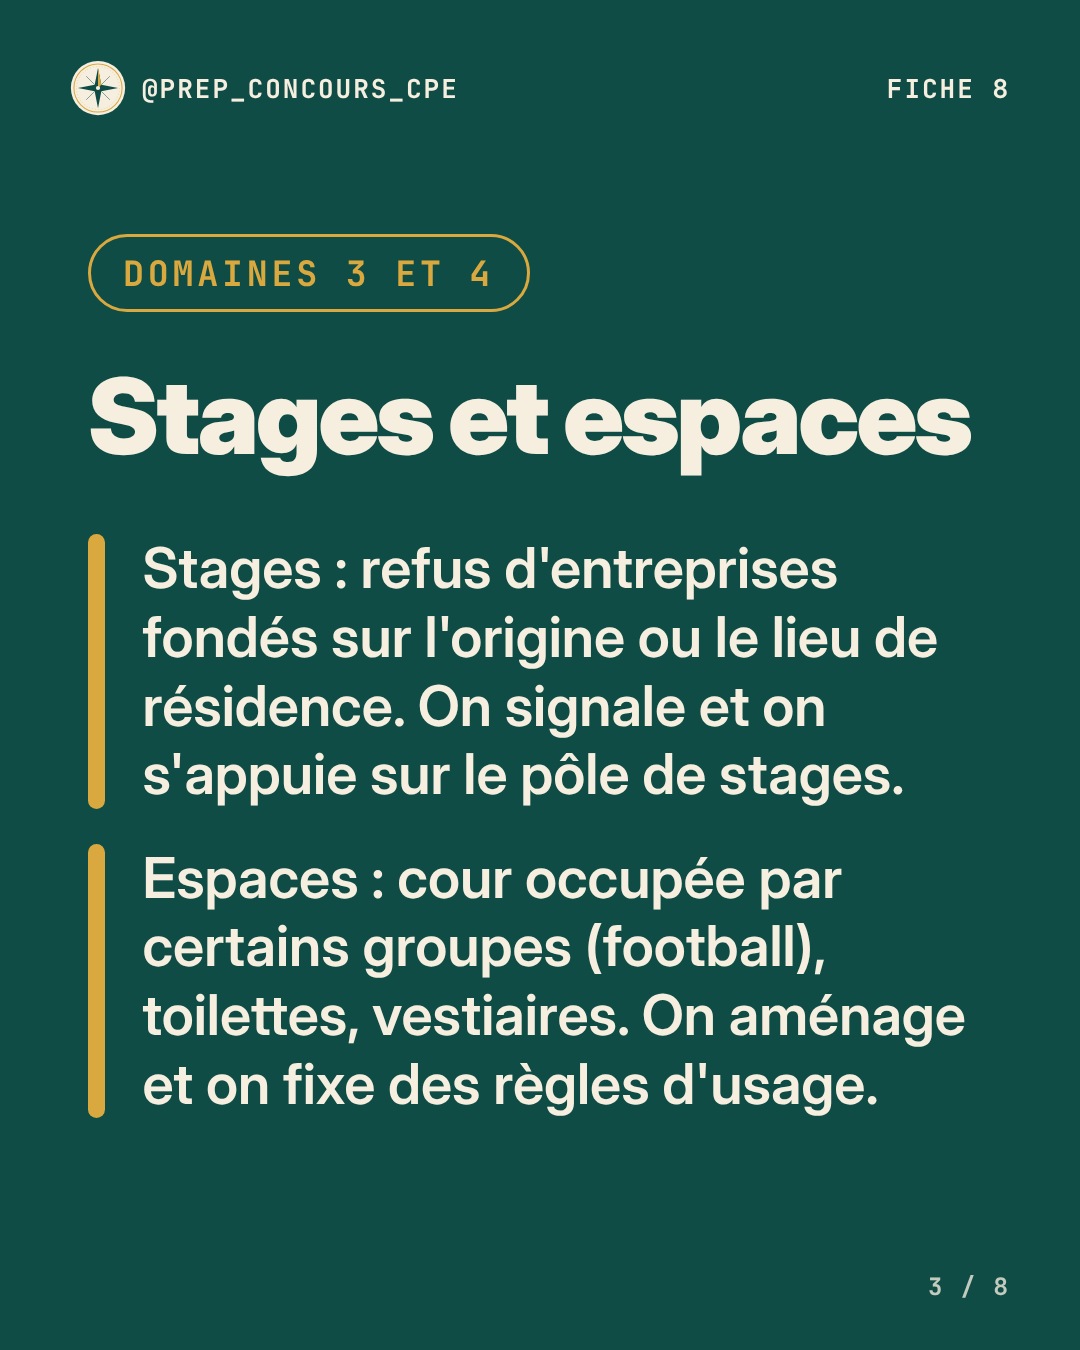 @PREP_CONCOURS_CPE
FICHE 8
DOMAINES 3 ET 4
Stages et espaces
Stages : refus d'entreprises
fondés sur l'origine ou le lieu de
résidence. On signale et on
s'appuie sur le pôle de stages.
Espaces : cour occupée par
certains groupes (football),
toilettes, vestiaires. On aménage
et on fixe des règles d'usage.
3 / 8